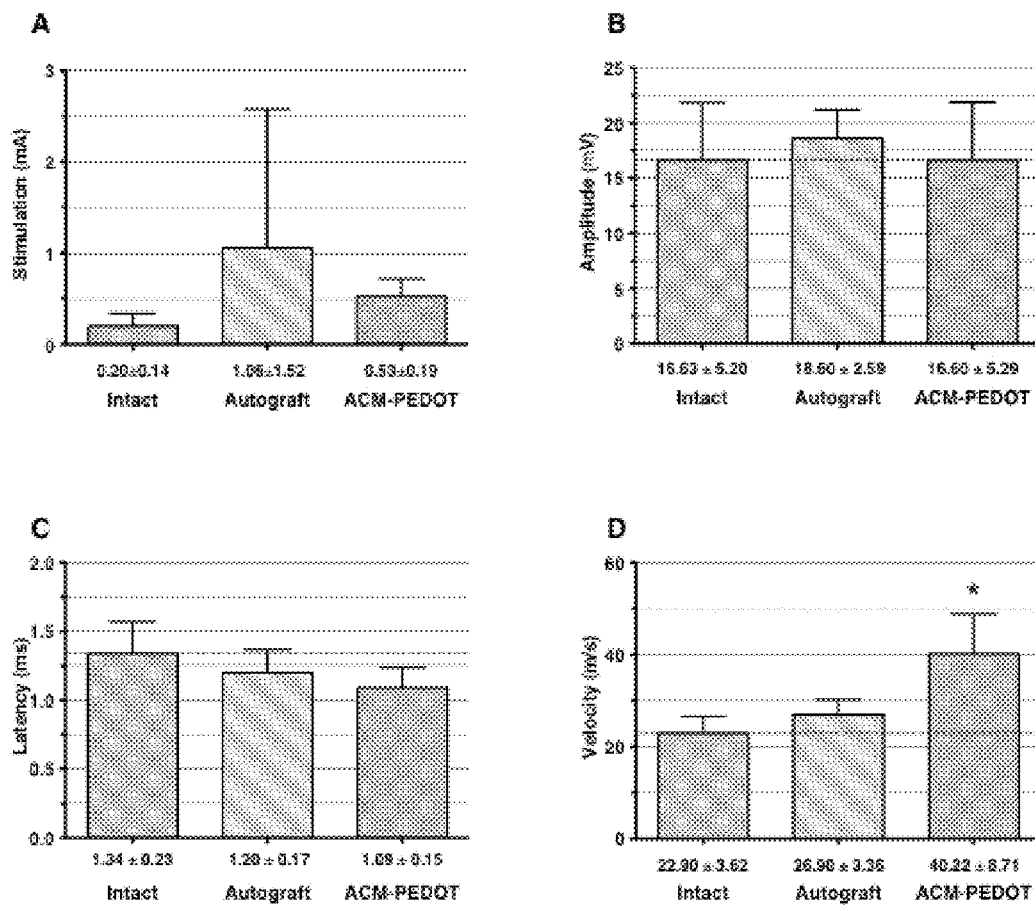 A
Stimulation (mA)
3
2
1
0
0.20±0.14 1.06±1.52 0.53±0.19
Intact Autograft ACM-PEDOT
B
Amplitude (mV)
25
20
15
10
5
0
16.63 ± 5.20 18.60 ± 2.59 16.60 ± 5.29
Intact Autograft ACM-PEDOT
C
Latency (ms)
2.0
1.5
1.0
0.5
0.0
1.34 ± 0.23 1.20 ± 0.17 1.09 ± 0.15
Intact Autograft ACM-PEDOT
D
Velocity (m/s)
60
40
20
0
*
22.90 ± 3.62 26.90 ± 3.36 40.22 ± 8.71
Intact Autograft ACM-PEDOT